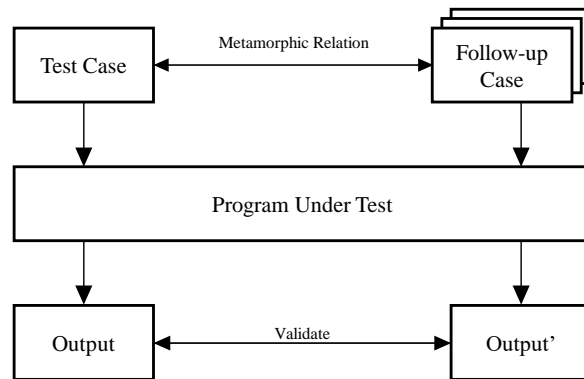 Metamorphic Relation
Test Case
Follow-up
Case
Program Under Test
Output
Validate
Output’